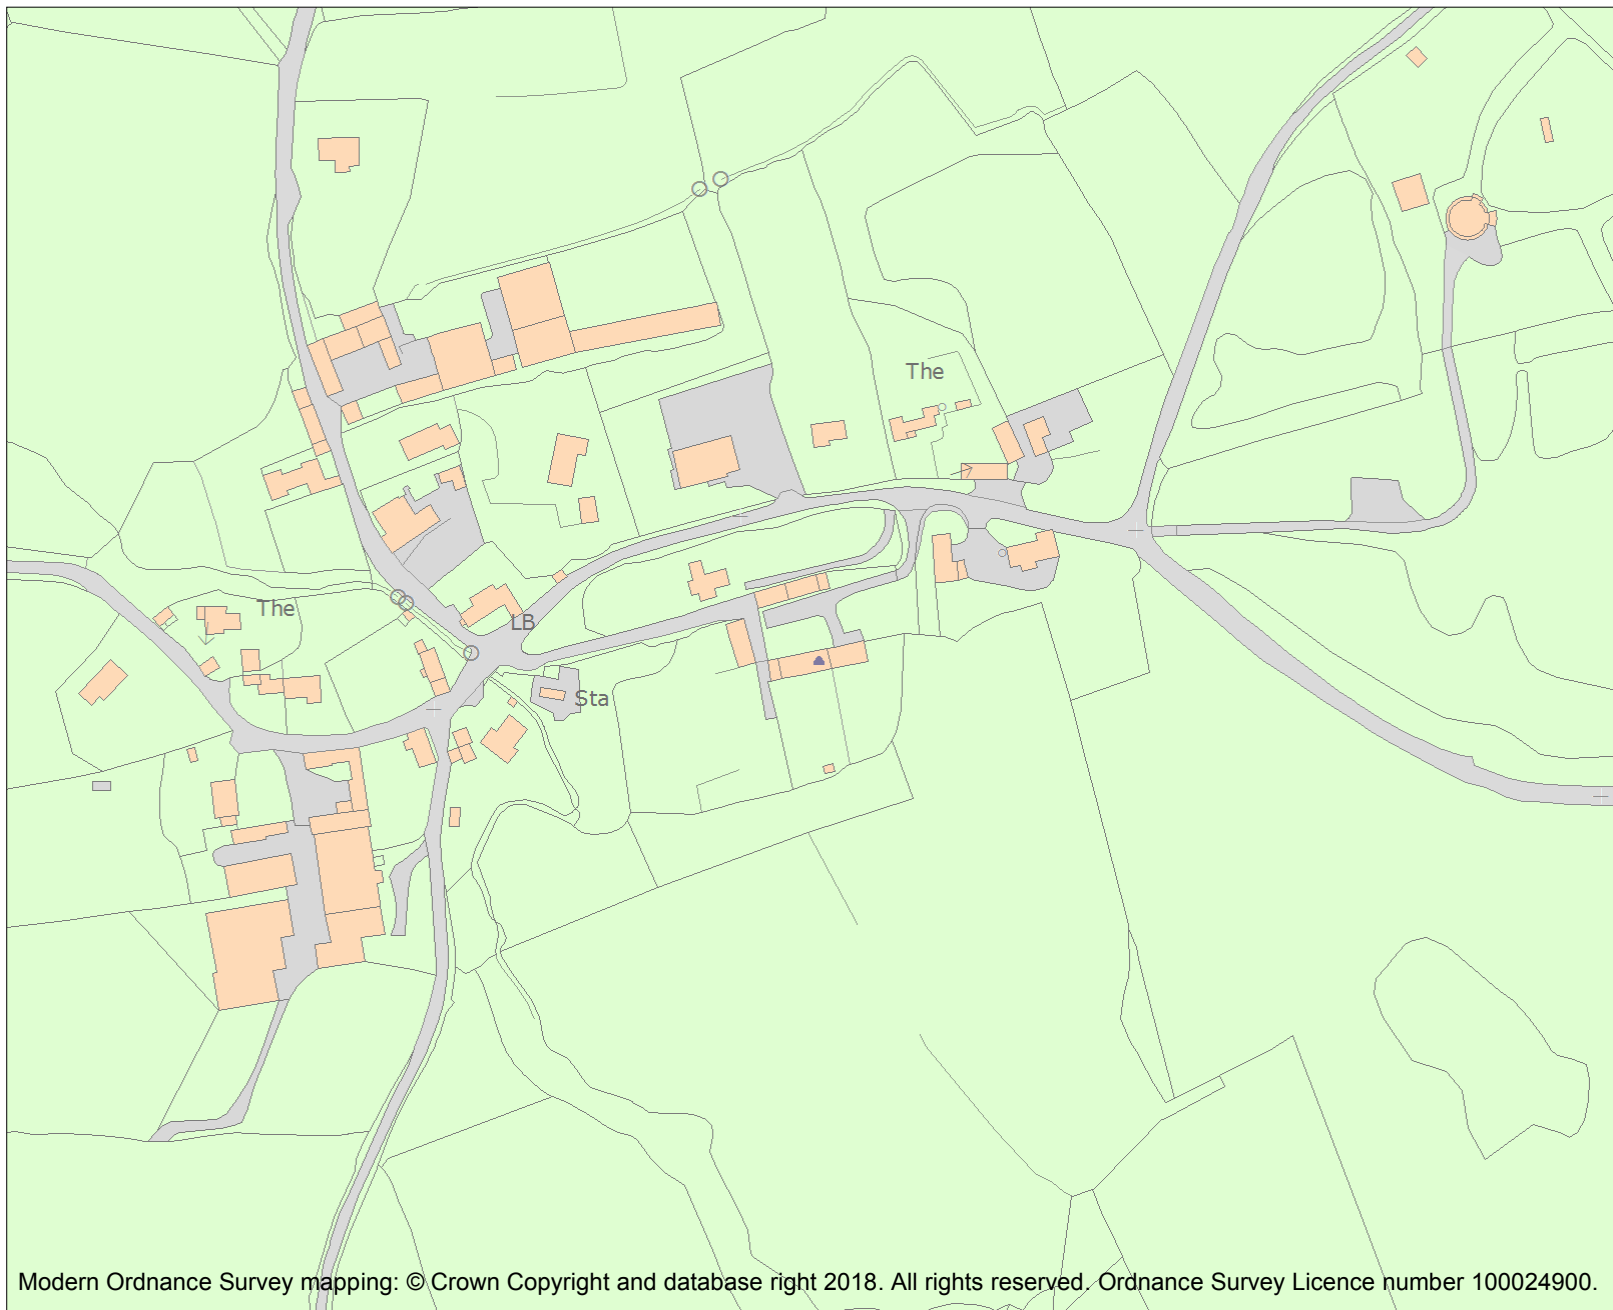 The
The
LB
Sta
Modern Ordnance Survey mapping: © Crown Copyright and database right 2018. All rights reserved. Ordnance Survey Licence number 100024900.